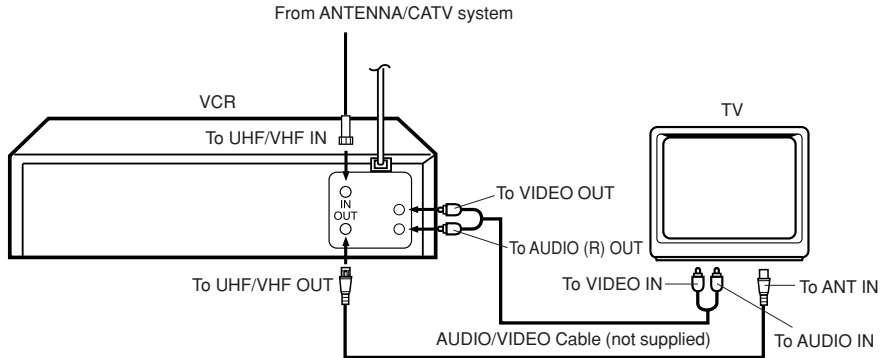 From ANTENNA/CATV system
VCR
TV
To UHF/VHF IN
IN
OUT
To VIDEO OUT
To AUDIO (R) OUT
To UHF/VHF OUT
To VIDEO IN
To ANT IN
AUDIO/VIDEO Cable (not supplied)
To AUDIO IN